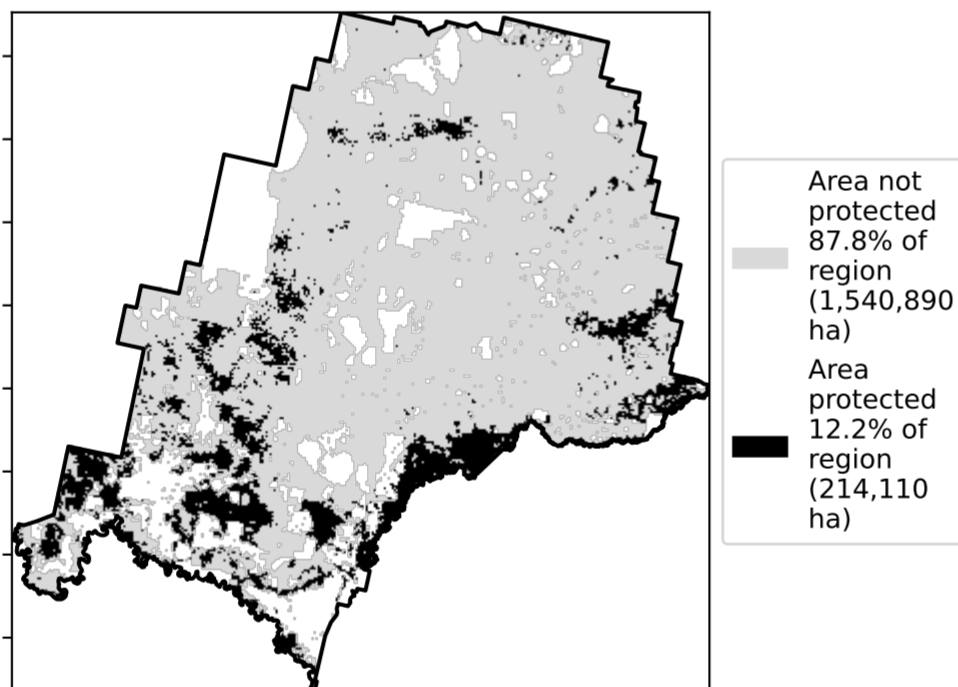 Area not
protected
87.8% of
region
(1,540,890
ha)
Area
protected
12.2% of
region
(214,110
ha)